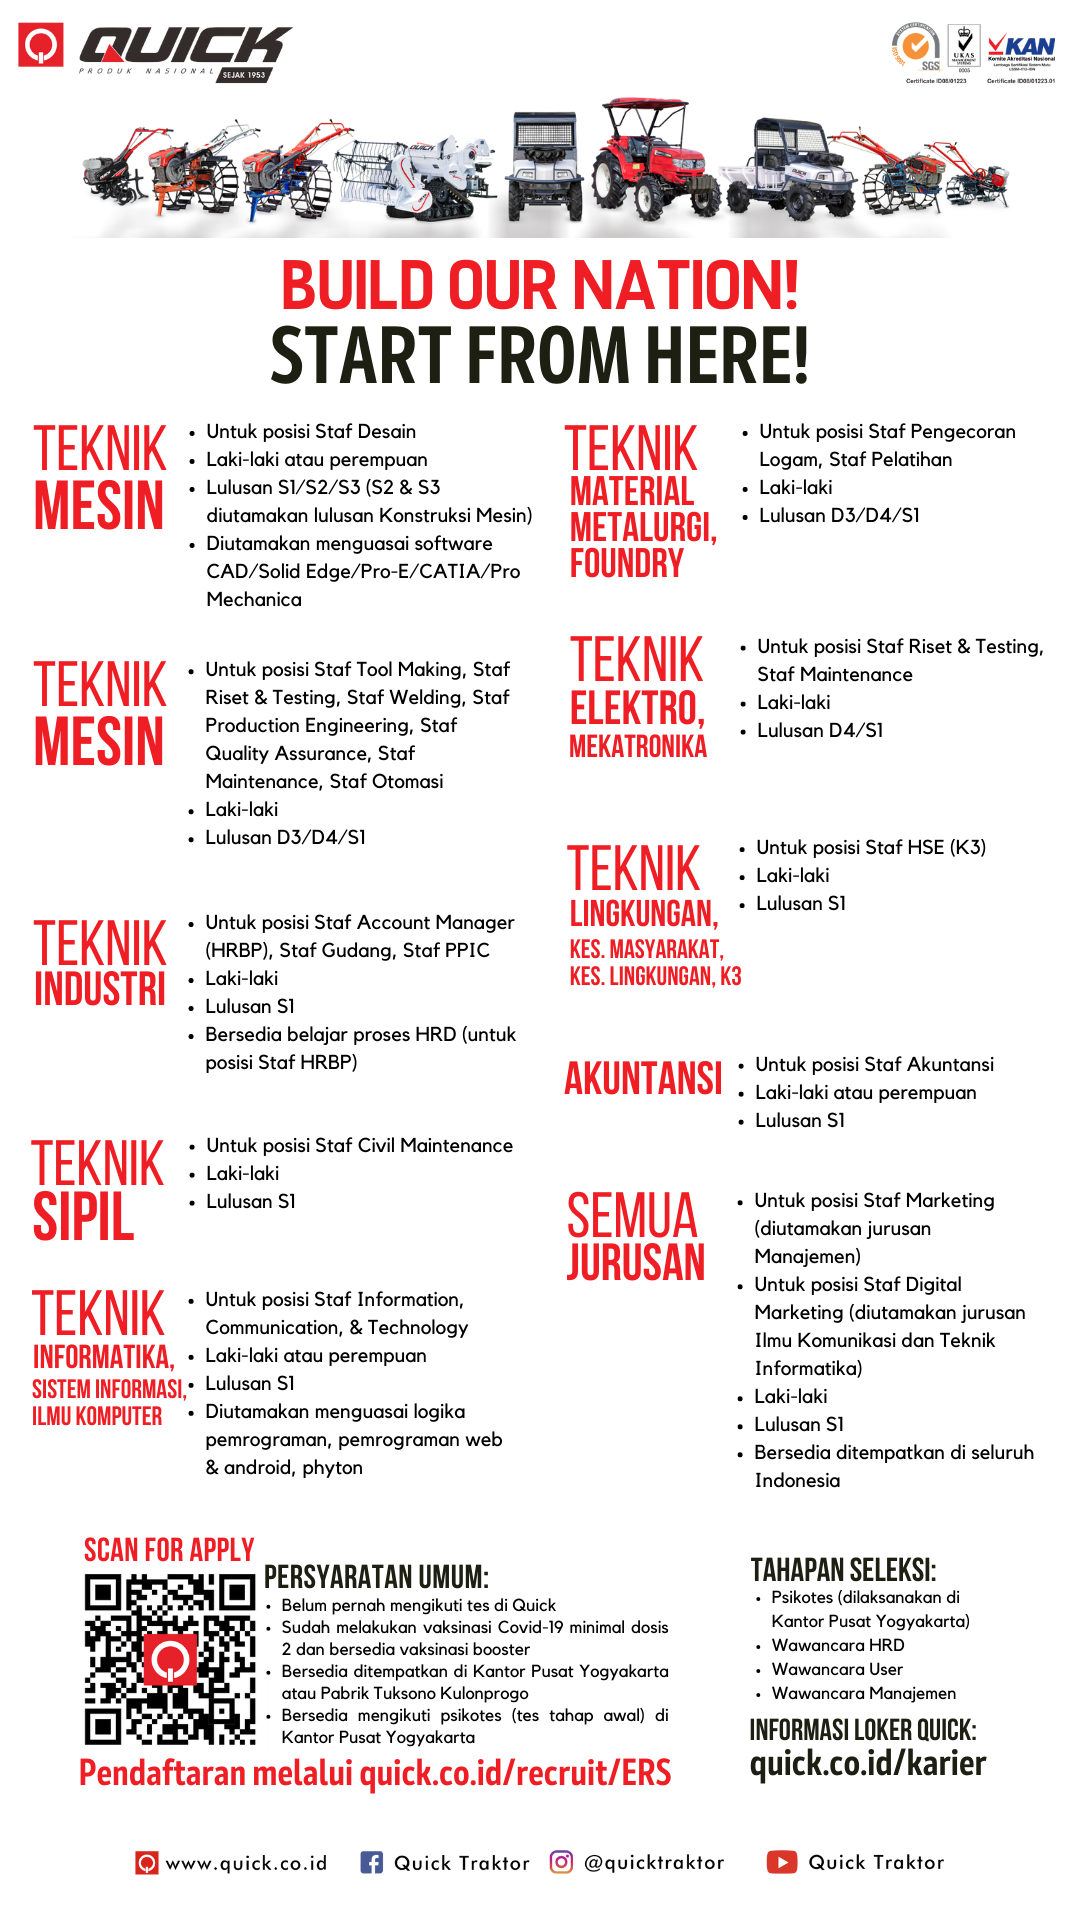 QUICK
PRODUK NASIONAL
SEJAK 1953
SGS
UKAS
MANAGEMENT
SYSTEMS
0005
KAN
Komite Akreditasi Nasional
Certificate ID08/01223
Certificate ID08/01223.01
QUICK
BUILD OUR NATION!
START FROM HERE!
TEKNIK
MESIN
• Untuk posisi Staf Desain
• Laki-laki atau perempuan
• Lulusan S1/S2/S3 (S2 & S3
diutamakan lulusan Konstruksi Mesin)
• Diutamakan menguasai software
CAD/Solid Edge/Pro-E/CATIA/Pro
Mechanica
TEKNIK
MESIN
• Untuk posisi Staf Tool Making, Staf
Riset & Testing, Staf Welding, Staf
Production Engineering, Staf
Quality Assurance, Staf
Maintenance, Staf Otomasi
• Laki-laki
• Lulusan D3/D4/S1
TEKNIK
INDUSTRI
• Untuk posisi Staf Account Manager
(HRBP), Staf Gudang, Staf PPIC
• Laki-laki
• Lulusan S1
• Bersedia belajar proses HRD (untuk
posisi Staf HRBP)
TEKNIK
SIPIL
• Untuk posisi Staf Civil Maintenance
• Laki-laki
• Lulusan S1
TEKNIK
INFORMATIKA,
SISTEM INFORMASI,
ILMU KOMPUTER
• Untuk posisi Staf Information,
Communication, & Technology
• Laki-laki atau perempuan
• Lulusan S1
• Diutamakan menguasai logika
pemrograman, pemrograman web
& android, phyton
TEKNIK
MATERIAL
METALURGI,
FOUNDRY
• Untuk posisi Staf Pengecoran
Logam, Staf Pelatihan
• Laki-laki
• Lulusan D3/D4/S1
TEKNIK
ELEKTRO,
MEKATRONIKA
• Untuk posisi Staf Riset & Testing,
Staf Maintenance
• Laki-laki
• Lulusan D4/S1
TEKNIK
LINGKUNGAN,
KES. MASYARAKAT,
KES. LINGKUNGAN, K3
• Untuk posisi Staf HSE (K3)
• Laki-laki
• Lulusan S1
AKUNTANSI
• Untuk posisi Staf Akuntansi
• Laki-laki atau perempuan
• Lulusan S1
SEMUA
JURUSAN
• Untuk posisi Staf Marketing
(diutamakan jurusan
Manajemen)
• Untuk posisi Staf Digital
Marketing (diutamakan jurusan
Ilmu Komunikasi dan Teknik
Informatika)
• Laki-laki
• Lulusan S1
• Bersedia ditempatkan di seluruh
Indonesia
SCAN FOR APPLY
PERSYARATAN UMUM:
• Belum pernah mengikuti tes di Quick
• Sudah melakukan vaksinasi Covid-19 minimal dosis
2 dan bersedia vaksinasi booster
• Bersedia ditempatkan di Kantor Pusat Yogyakarta
atau Pabrik Tuksono Kulonprogo
• Bersedia mengikuti psikotes (tes tahap awal) di
Kantor Pusat Yogyakarta
Pendaftaran melalui quick.co.id/recruit/ERS
TAHAPAN SELEKSI:
• Psikotes (dilaksanakan di
Kantor Pusat Yogyakarta)
• Wawancara HRD
• Wawancara User
• Wawancara Manajemen
INFORMASI LOKER QUICK:
quick.co.id/karier
www.quick.co.id
Quick Traktor
@quicktraktor
Quick Traktor